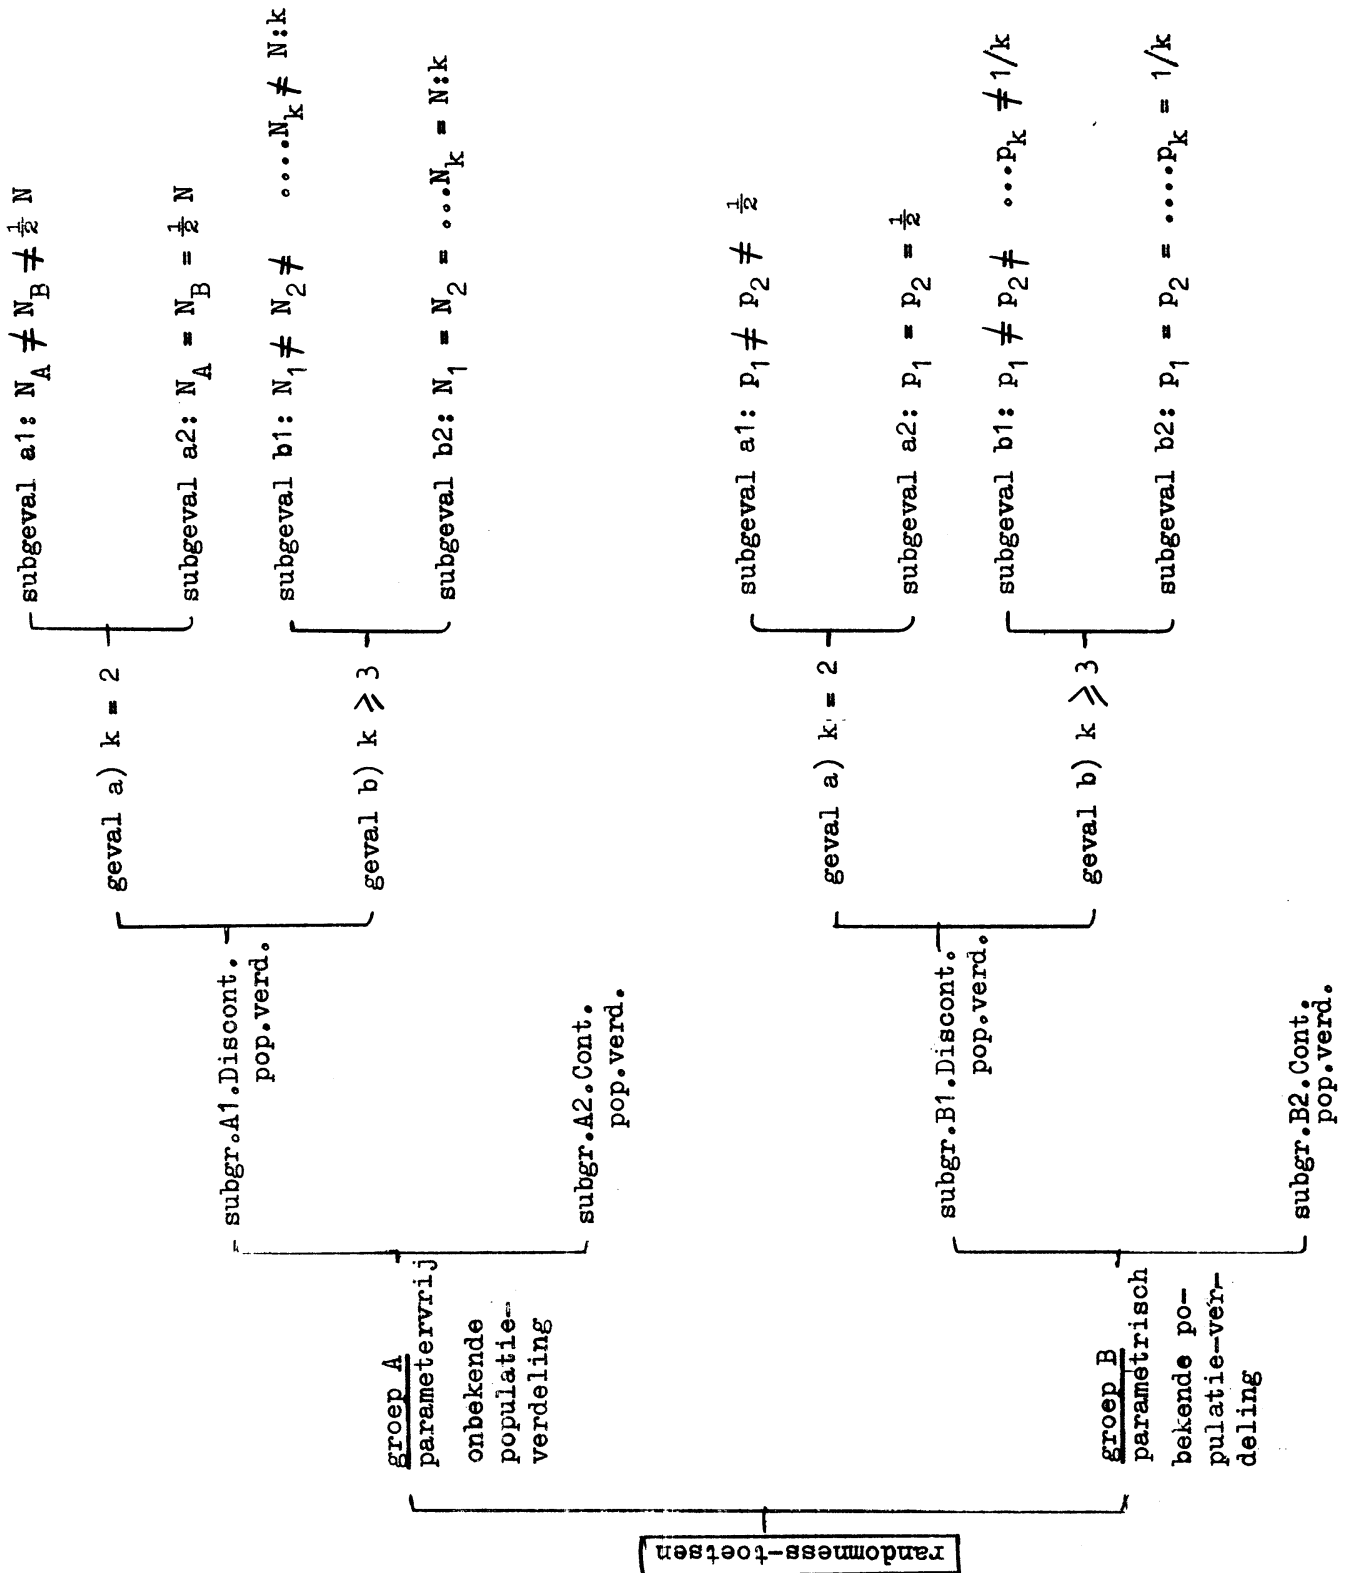 randomness-toetsen
groep A
parametervrij
onbekende
populatie-
verdeling
subgr.A1.Discont.
pop.verd.
geval a) k = 2
subgeval a1: N_A ≠ N_B ≠ ½ N
subgeval a2: N_A = N_B = ½ N
geval b) k ⩾ 3
subgeval b1: N_1 ≠ N_2 ≠ ....N_k ≠ N:k
subgeval b2: N_1 = N_2 = ...N_k = N:k
subgr.A2.Cont.
pop.verd.
groep B
parametrisch
bekende po-
pulatie-ver-
deling
subgr.B1.Discont.
pop.verd.
geval a) k = 2
subgeval a1: p_1 ≠ p_2 ≠ ½
subgeval a2: p_1 = p_2 = ½
geval b) k ⩾ 3
subgeval b1: p_1 ≠ p_2 ≠ ...p_k ≠ 1/k
subgeval b2: p_1 = p_2 = ....p_k = 1/k
subgr.B2.Cont.
pop.verd.